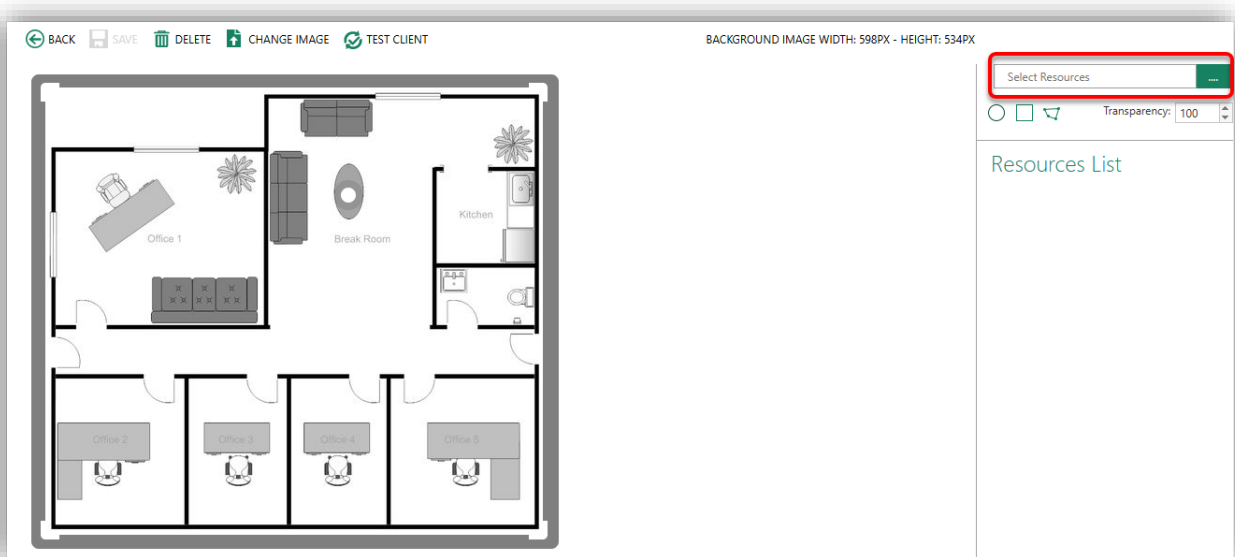 BACK SAVE DELETE CHANGE IMAGE TEST CLIENT BACKGROUND IMAGE WIDTH: 598PX - HEIGHT: 534PX
Select Resources ....
Transparency: 100
Resources List
Kitchen
Office 1
Break Room
Office 2 Office 3 Office 4 Office 5